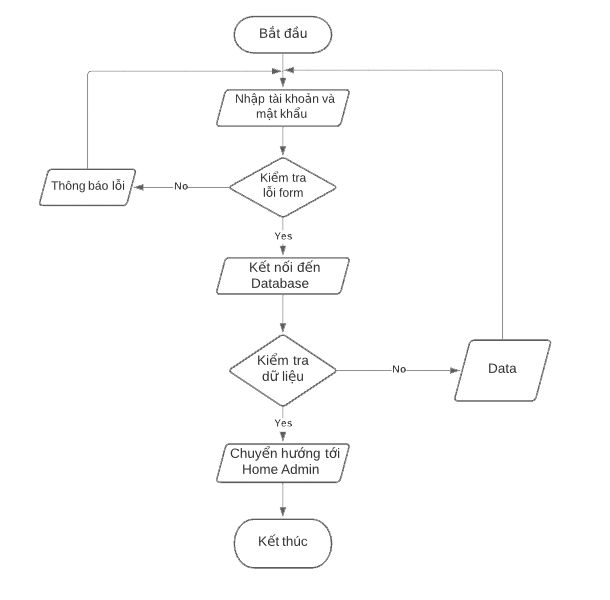 Bắt đầu
Nhập tài khoản và
mật khẩu
Kiểm tra
lỗi form
No
Thông báo lỗi
Yes
Kết nối đến
Database
Kiểm tra
dữ liệu
No
Data
Yes
Chuyển hướng tới
Home Admin
Kết thúc